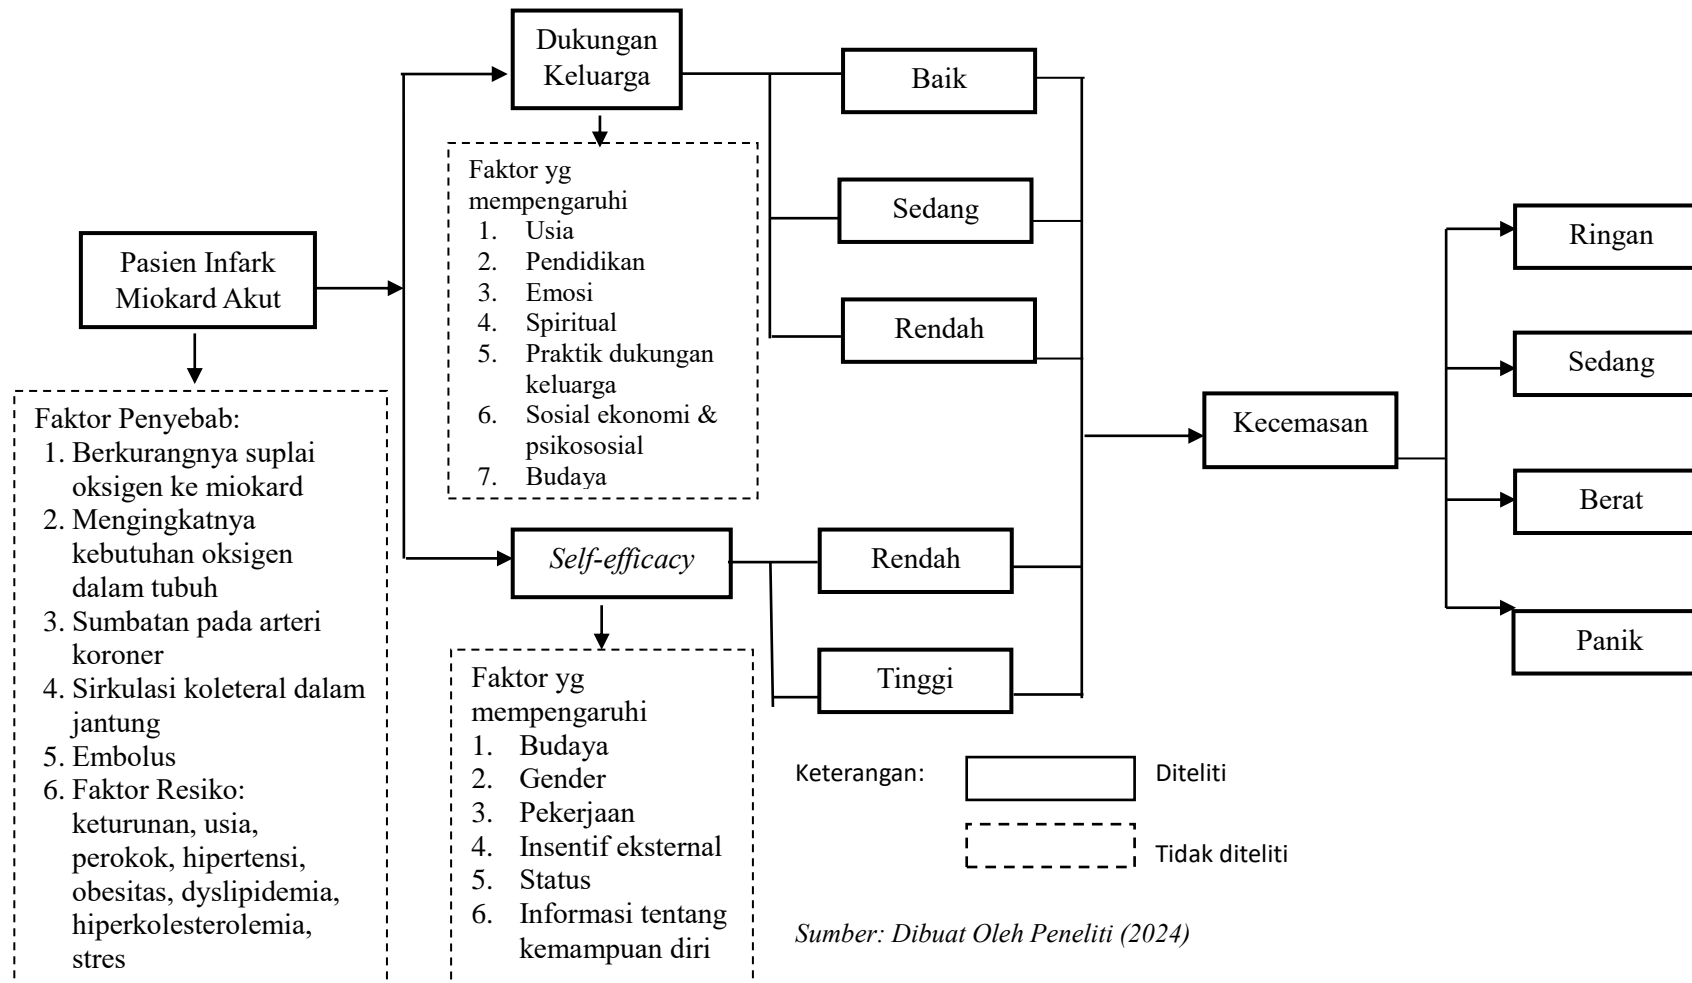 Pasien Infark
Miokard Akut
Faktor Penyebab:
1. Berkurangnya suplai
oksigen ke miokard
2. Mengingkatnya
kebutuhan oksigen
dalam tubuh
3. Sumbatan pada arteri
koroner
4. Sirkulasi koleteral dalam
jantung
5. Embolus
6. Faktor Resiko:
keturunan, usia,
perokok, hipertensi,
obesitas, dyslipidemia,
hiperkolesterolemia,
stres
Dukungan
Keluarga
Faktor yg
mempengaruhi
1. Usia
2. Pendidikan
3. Emosi
4. Spiritual
5. Praktik dukungan
keluarga
6. Sosial ekonomi &
psikososial
7. Budaya
Self-efficacy
Faktor yg
mempengaruhi
1. Budaya
2. Gender
3. Pekerjaan
4. Insentif eksternal
5. Status
6. Informasi tentang
kemampuan diri
Baik
Sedang
Rendah
Rendah
Tinggi
Kecemasan
Ringan
Sedang
Berat
Panik
Keterangan:
Diteliti
Tidak diteliti
Sumber: Dibuat Oleh Peneliti (2024)